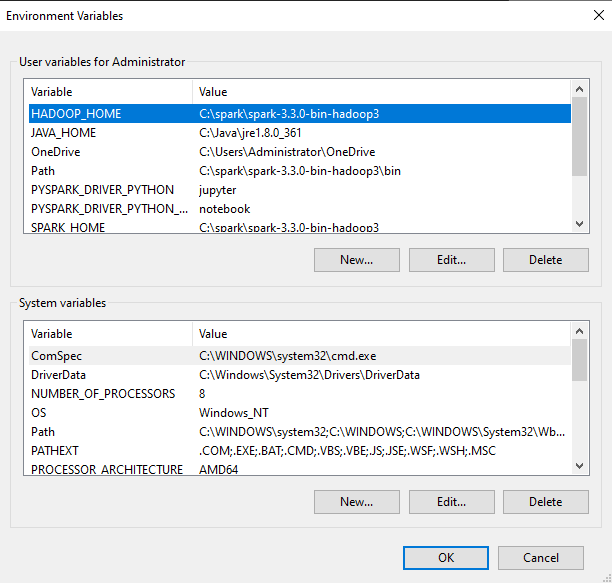 Environment Variables
User variables for Administrator
Variable Value
HADOOP_HOME C:\spark\spark-3.3.0-bin-hadoop3
JAVA_HOME C:\Java\jre1.8.0_361
OneDrive C:\Users\Administrator\OneDrive
Path C:\spark\spark-3.3.0-bin-hadoop3\bin
PYSPARK_DRIVER_PYTHON jupyter
PYSPARK_DRIVER_PYTHON_... notebook
SPARK_HOME C:\spark\spark-3.3.0-bin-hadoop3
New... Edit... Delete
System variables
Variable Value
ComSpec C:\WINDOWS\system32\cmd.exe
DriverData C:\Windows\System32\Drivers\DriverData
NUMBER_OF_PROCESSORS 8
OS Windows_NT
Path C:\WINDOWS\system32;C:\WINDOWS;C:\WINDOWS\System32\Wb...
PATHEXT .COM;.EXE;.BAT;.CMD;.VBS;.VBE;.JS;.JSE;.WSF;.WSH;.MSC
PROCESSOR_ARCHITECTURE AMD64
New... Edit... Delete
OK Cancel